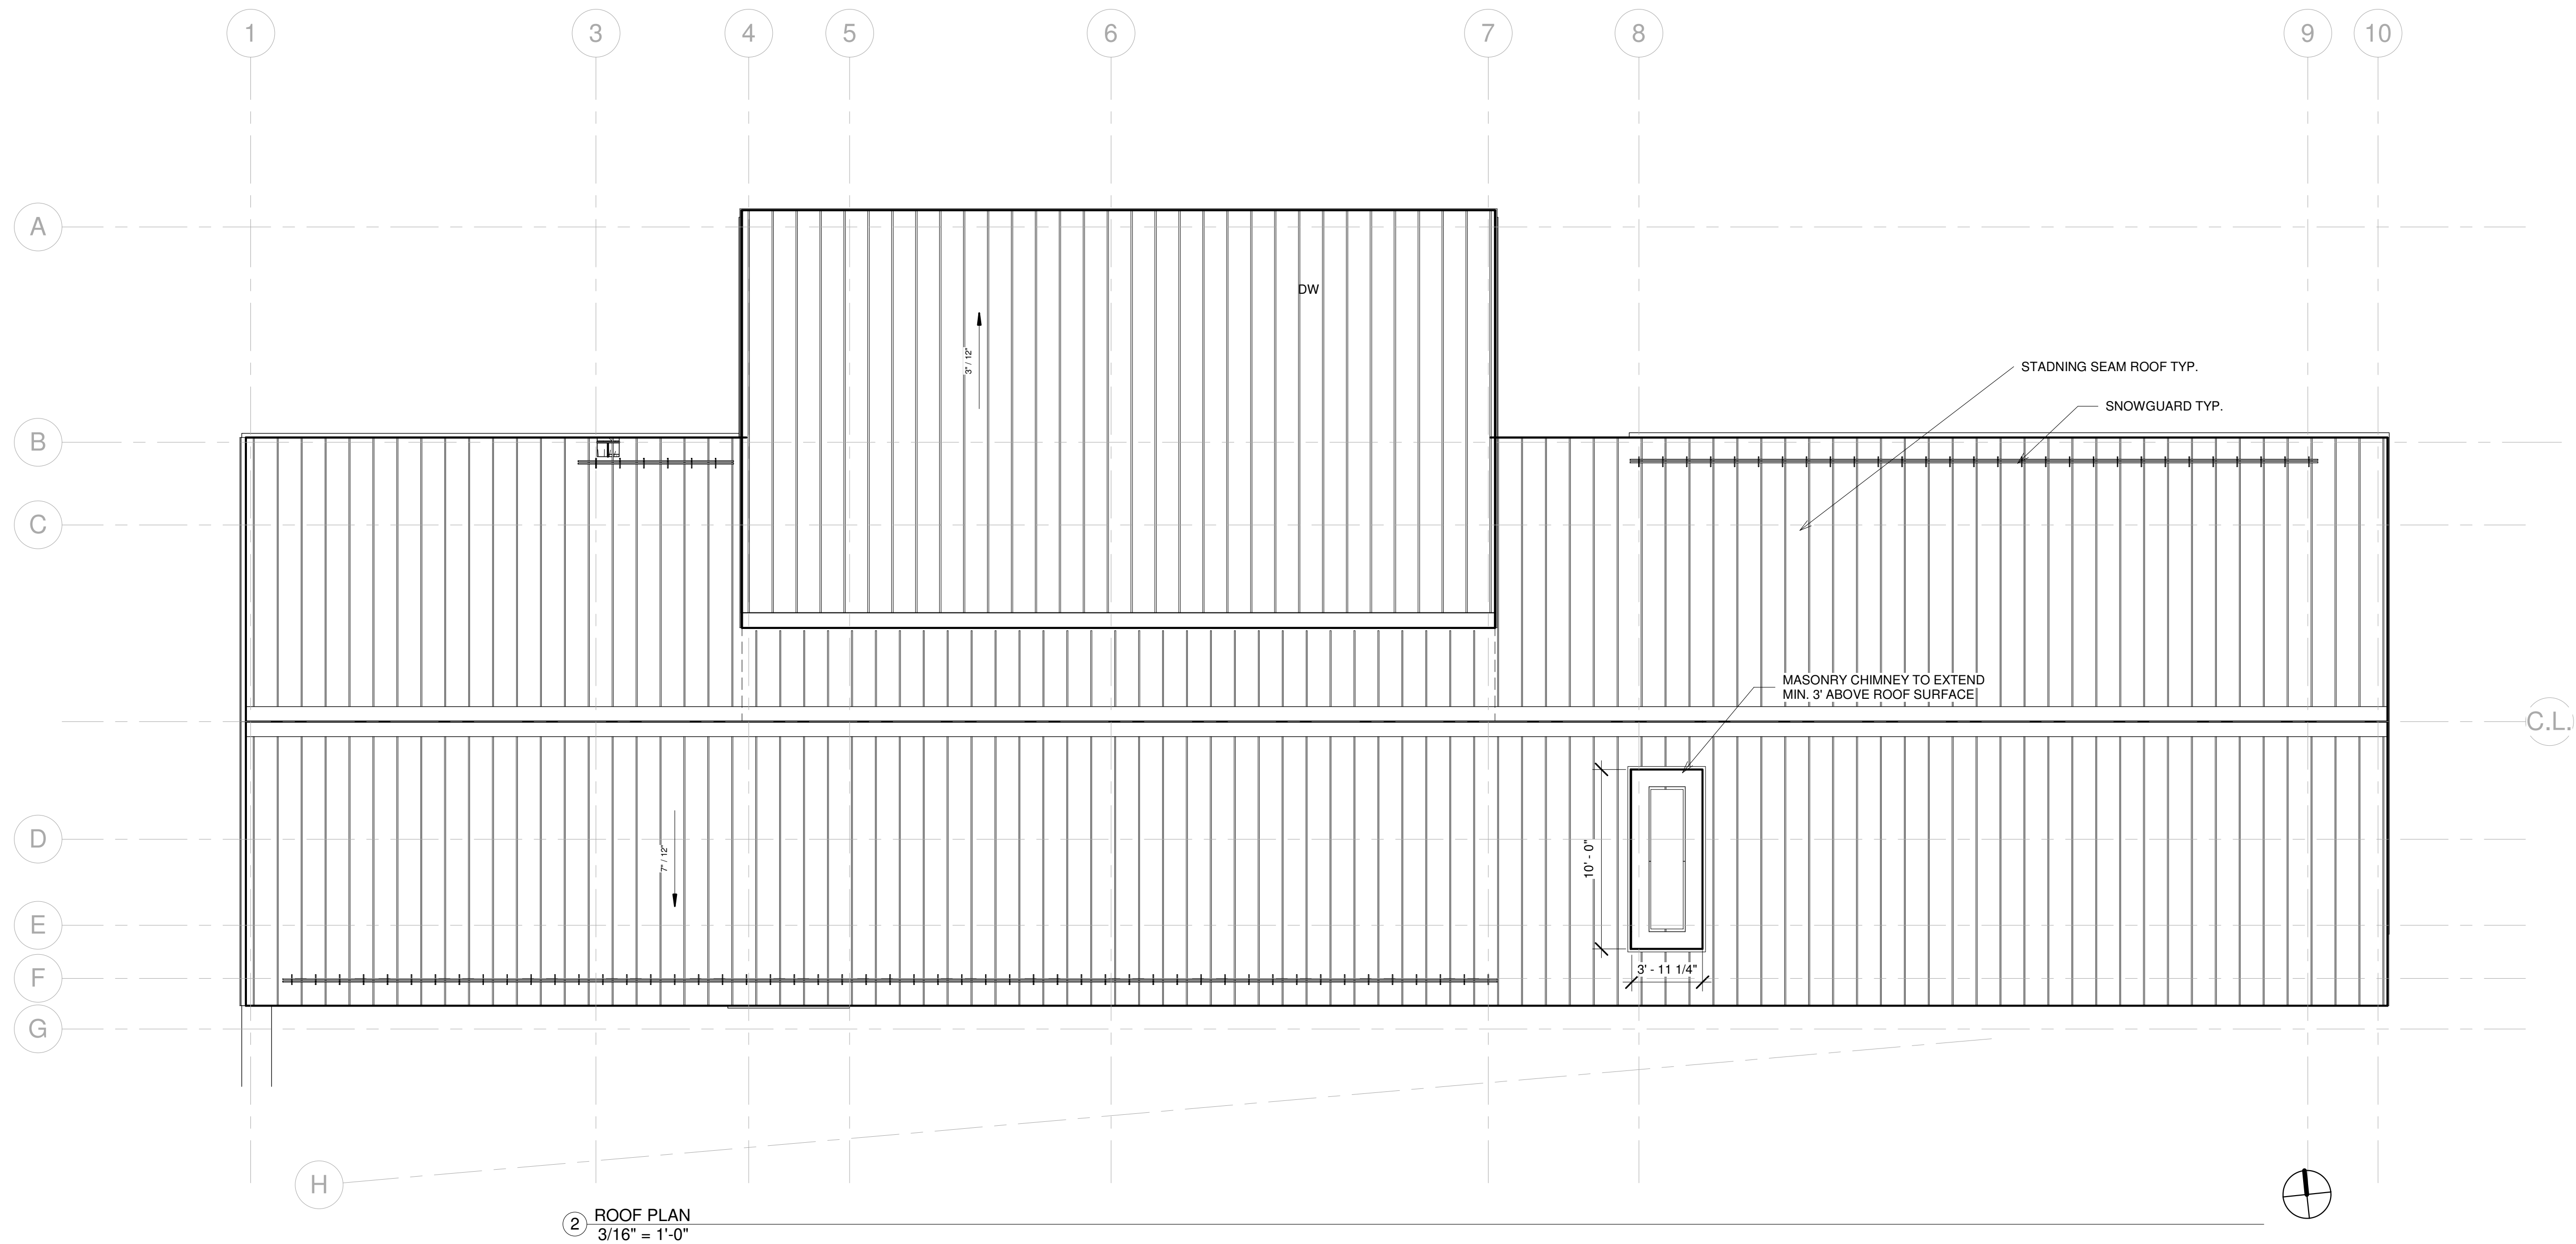 1 3 4 5 6 7 8 9 10
A
DW
3" / 12"
STADNING SEAM ROOF TYP.
SNOWGUARD TYP.
B
C
MASONRY CHIMNEY TO EXTEND
MIN. 3' ABOVE ROOF SURFACE
C.L.
D
7" / 12"
10' - 0"
E
3' - 11 1/4"
F
G
H
2 ROOF PLAN
3/16" = 1'-0"